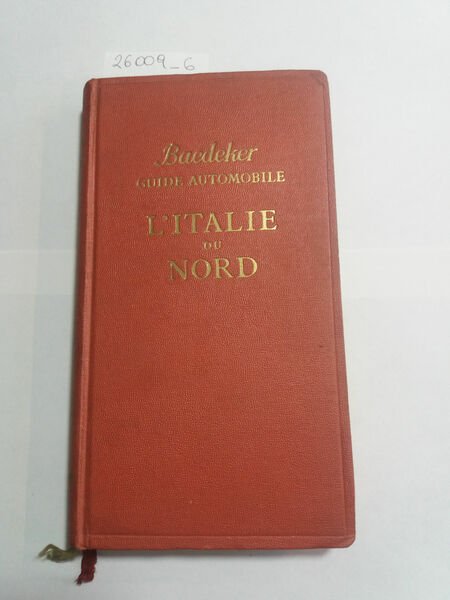 26009_6
Baedeker
GUIDE AUTOMOBILE
L'ITALIE
DU
NORD